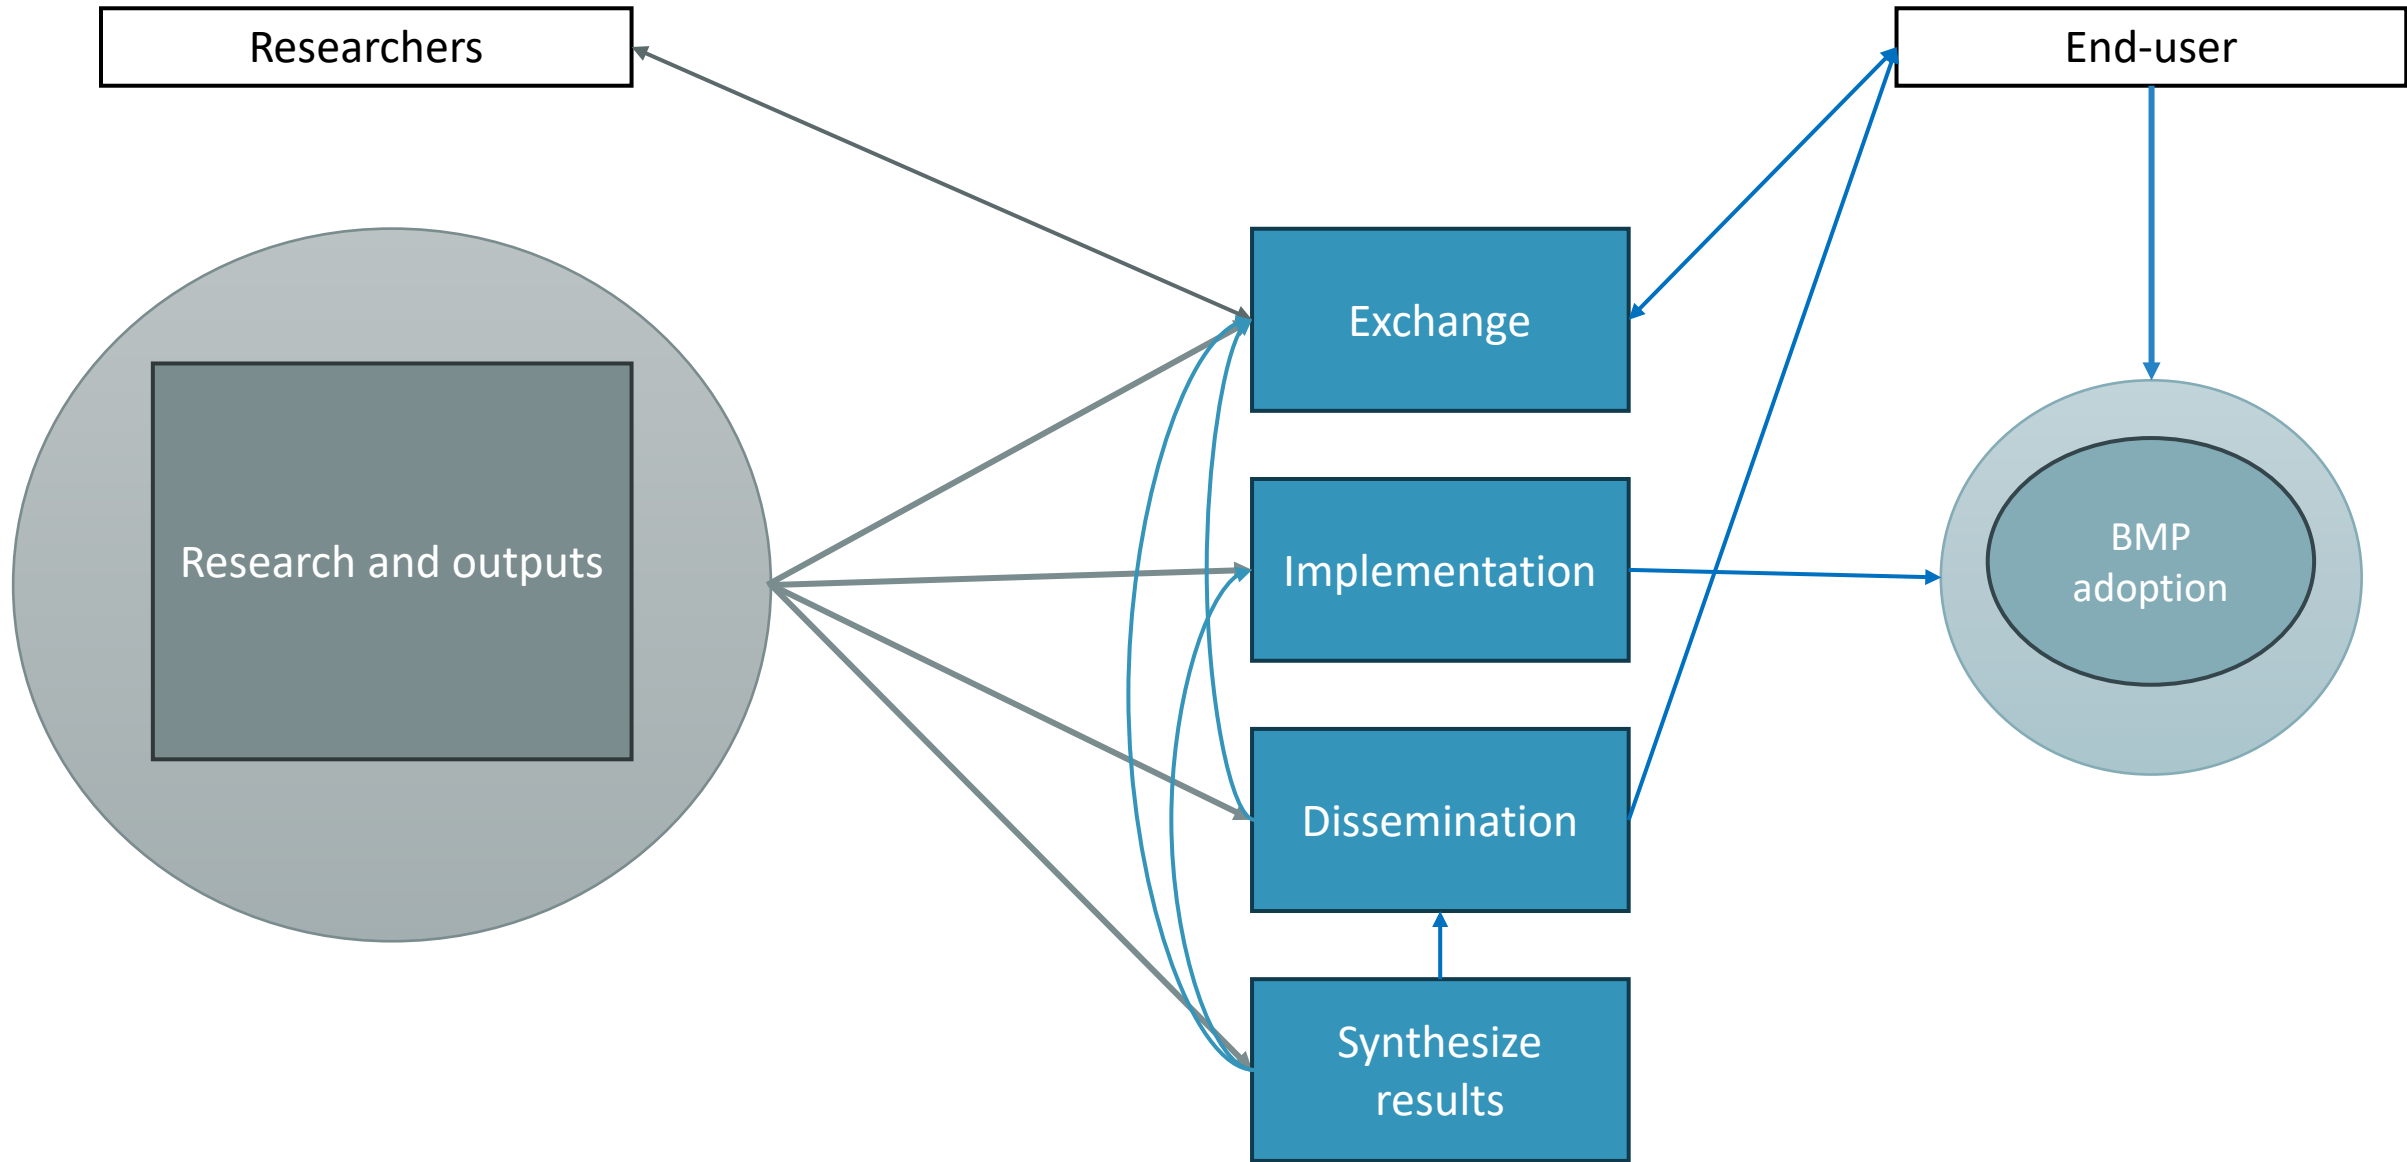 Researchers
End-user
Exchange
Research and outputs
Implementation
BMP
adoption
Dissemination
Synthesize
results